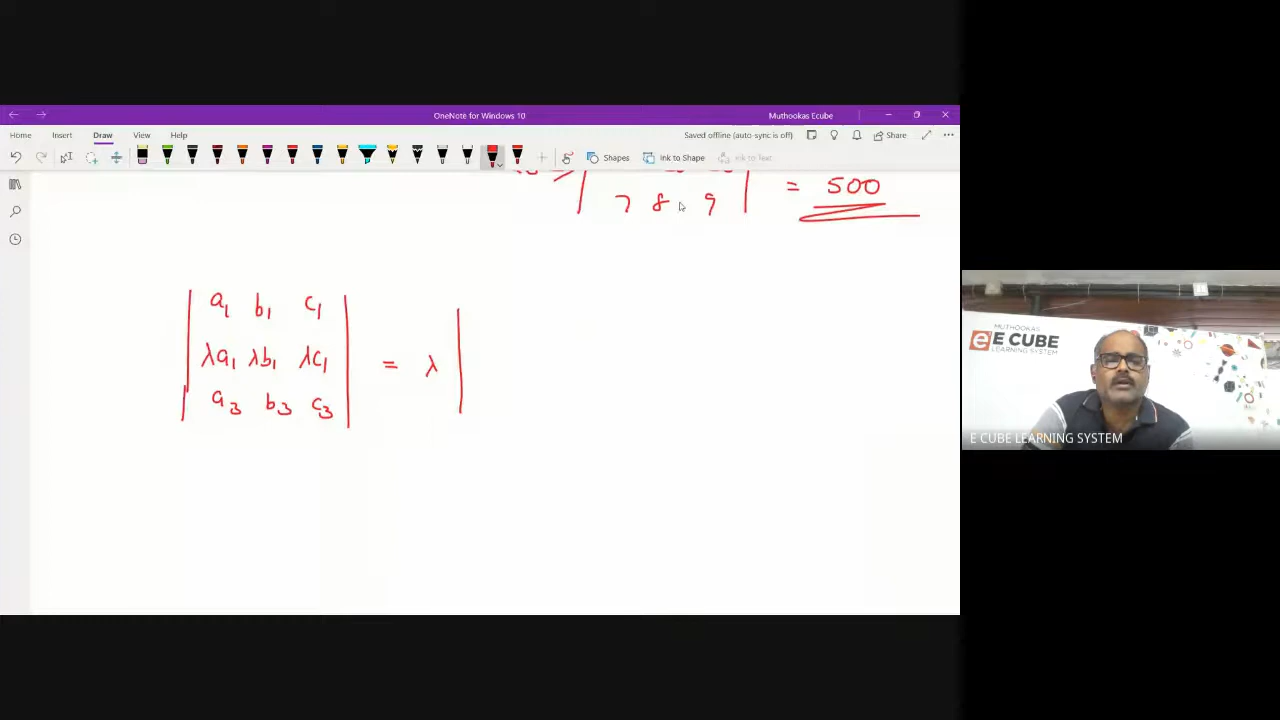 OneNote for Windows 10
Muthookas Ecube
Home Insert Draw View Help
Saved offline (auto-sync is off)
Share
Shapes
Ink to Shape
Ink to Text
= 500
7 8 9
a1 b1 c1
λa1 λb1 λc1 = λ
a3 b3 c3
MUTHOOKAS
e E CUBE
LEARNING SYSTEM
E CUBE LEARNING SYSTEM